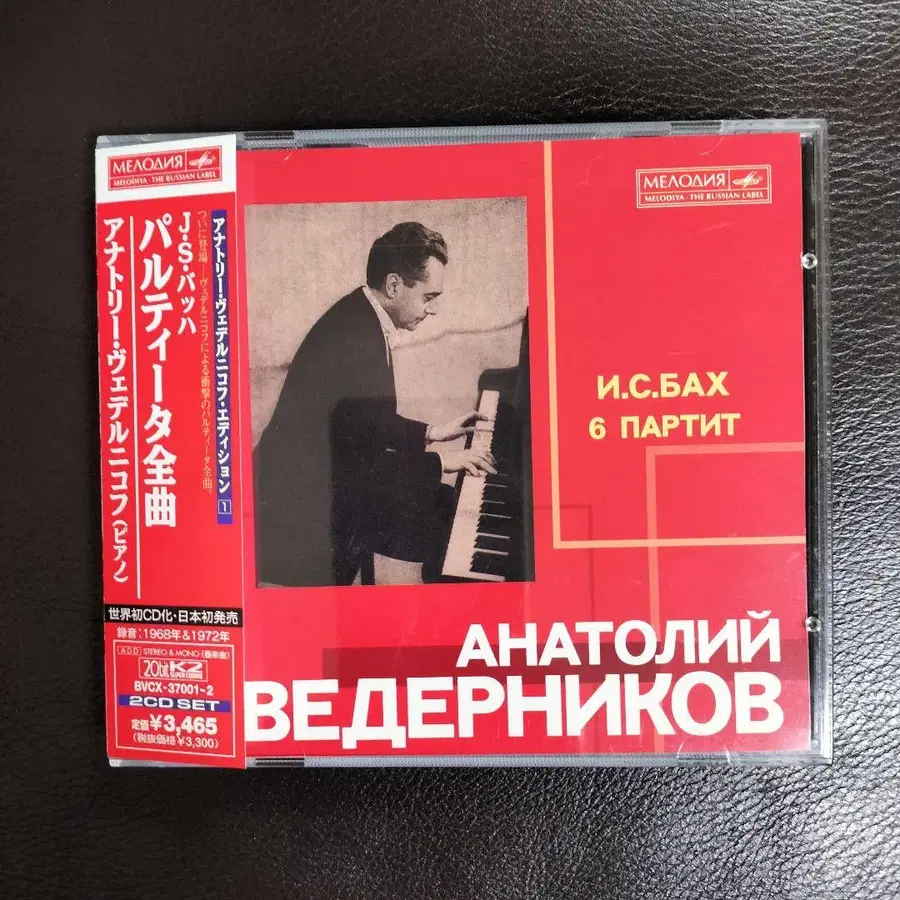 МЕЛОДИЯ
MELODIYA · THE RUSSIAN LABEL
アナトリー・ヴェデルニコフ・エディション 1
ついに登場―ヴェデルニコフによる衝撃のパルティータ全曲。
J・S・バッハ
パルティータ全曲
アナトリー・ヴェデルニコフ(ピアノ)
世界初CD化・日本初発売
録音:1968年&1972年
ADD STEREO & MONO
20bit K2
SUPER CODING
BVCX-37001~2
2CD SET
定価¥3,465
(税抜価格¥3,300)
МЕЛОДИЯ
MELODIYA · THE RUSSIAN LABEL
И.С.БАХ
6 ПАРТИТ
АНАТОЛИЙ
ВЕДЕРНИКОВ